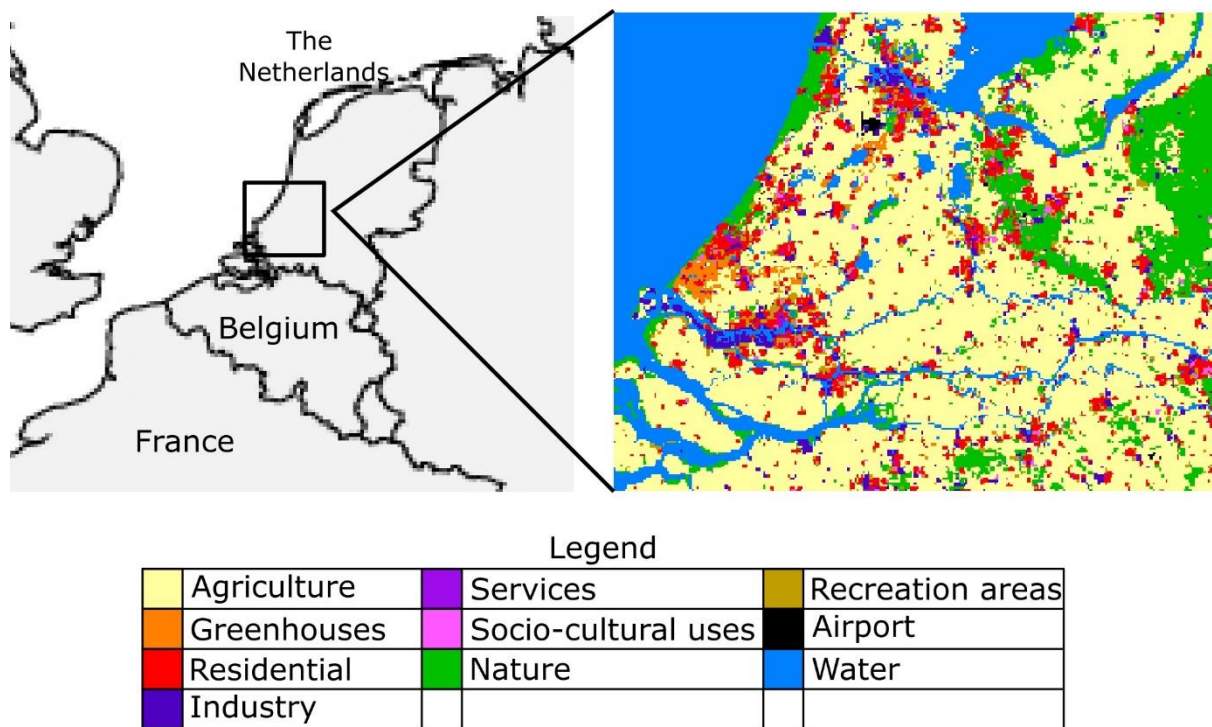 The
Netherlands
Belgium
France
Legend
Agriculture Services Recreation areas
Greenhouses Socio-cultural uses Airport
Residential Nature Water
Industry